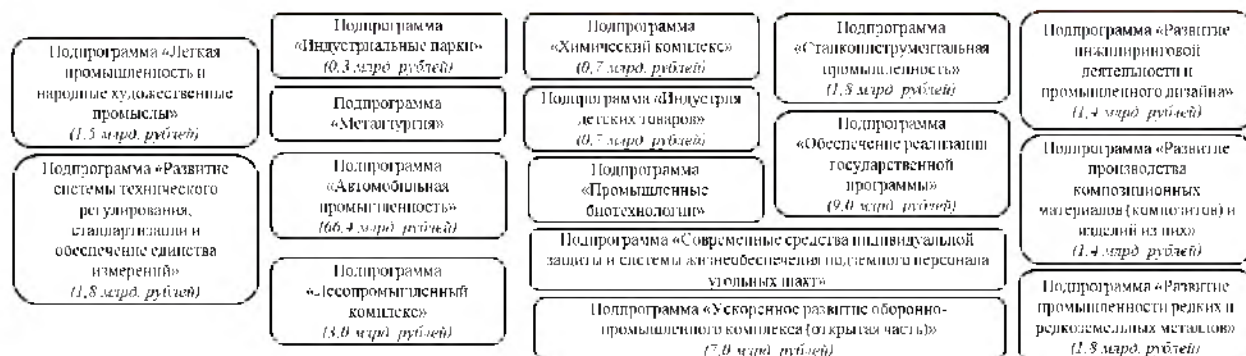 Подпрограмма «Легкая
промышленность и
народные художественные
промыслы»
(1,5 млрд. рублей)
Подпрограмма «Развитие
системы технического
регулирования,
стандартизации и
обеспечение единства
измерений»
(1,8 млрд. рублей)
Подпрограмма
«Индустриальные парки»
(0,3 млрд. рублей)
Подпрограмма
«Металлургия»
Подпрограмма
«Автомобильная
промышленность»
(66,4 млрд. рублей)
Подпрограмма
«Лесопромышленный
комплекс»
(3,0 млрд. рублей)
Подпрограмма
«Химический комплекс»
(0,7 млрд. рублей)
Подпрограмма «Индустрия
детских товаров»
(0,7 млрд. рублей)
Подпрограмма
«Промышленные
биотехнологии»
Подпрограмма
«Станкоинструментальная
промышленность»
(1,8 млрд. рублей)
Подпрограмма
«Обеспечение реализации
государственной
программы»
(9,0 млрд. рублей)
Подпрограмма «Современные средства индивидуальной
защиты и системы жизнеобеспечения подземного персонала
угольных шахт»
Подпрограмма «Ускоренное развитие оборонно-
промышленного комплекса (открытая часть)»
(7,0 млрд. рублей)
Подпрограмма «Развитие
инжиниринговой
деятельности и
промышленного дизайна»
(1,4 млрд. рублей)
Подпрограмма «Развитие
производства
композиционных
материалов (композитов) и
изделий из них»
(1,4 млрд. рублей)
Подпрограмма «Развитие
промышленности редких и
редкоземельных металлов»
(1,8 млрд. рублей)